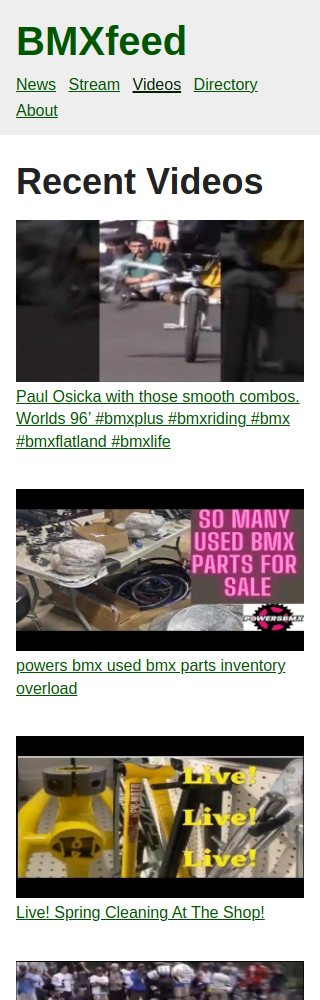 BMXfeed
News Stream Videos Directory
About
Recent Videos
Paul Osicka with those smooth combos.
Worlds 96’ #bmxplus #bmxriding #bmx
#bmxflatland #bmxlife
SO MANY
USED BMX
PARTS FOR
SALE
POWERSBMX
powers bmx used bmx parts inventory
overload
Live!
Live!
Live!
Live! Spring Cleaning At The Shop!